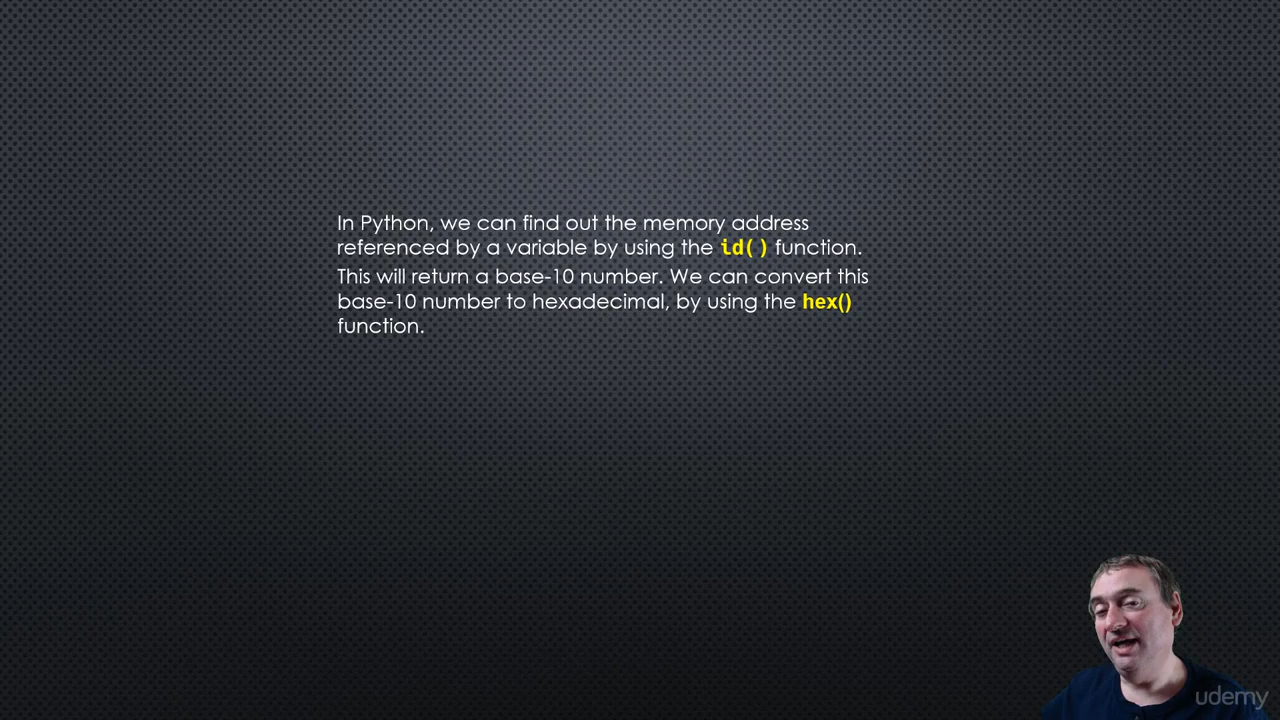 In Python, we can find out the memory address
referenced by a variable by using the id() function.
This will return a base-10 number. We can convert this
base-10 number to hexadecimal, by using the hex()
function.
udemy